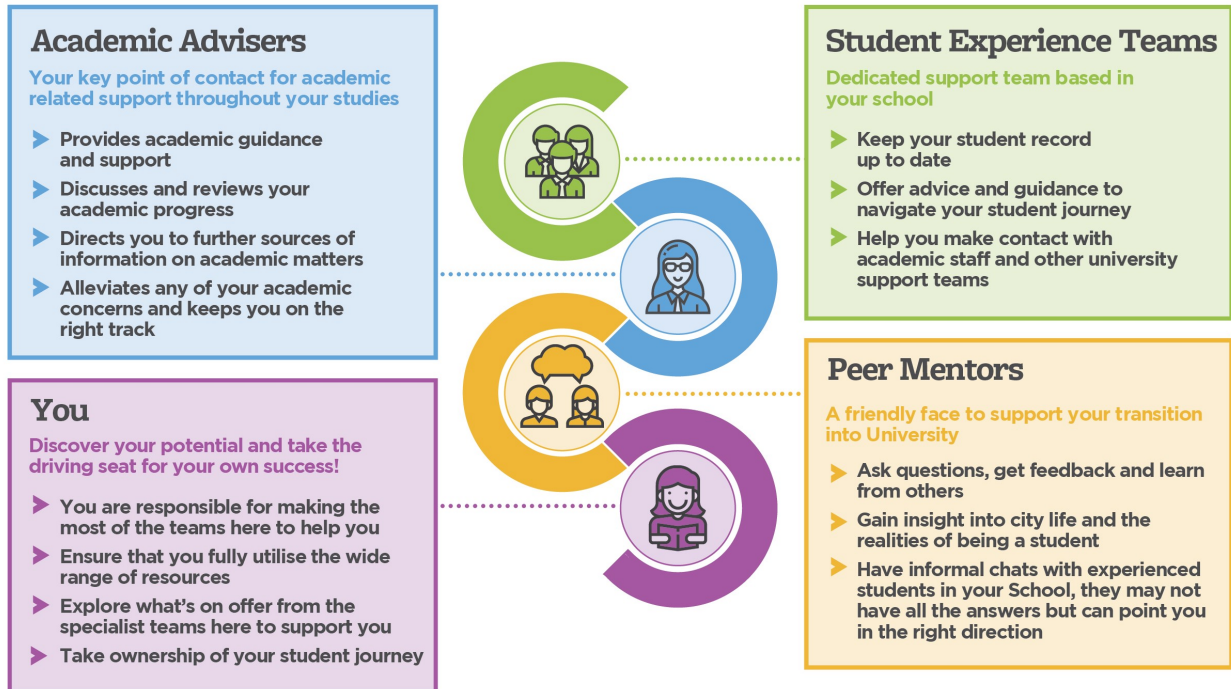 Academic Advisers
Your key point of contact for academic
related support throughout your studies
Provides academic guidance
and support
Discusses and reviews your
academic progress
Directs you to further sources of
information on academic matters
Alleviates any of your academic
concerns and keeps you on the
right track
Student Experience Teams
Dedicated support team based in
your school
Keep your student record
up to date
Offer advice and guidance to
navigate your student journey
Help you make contact with
academic staff and other university
support teams
You
Discover your potential and take the
driving seat for your own success!
You are responsible for making the
most of the teams here to help you
Ensure that you fully utilise the wide
range of resources
Explore what's on offer from the
specialist teams here to support you
Take ownership of your student journey
Peer Mentors
A friendly face to support your transition
into University
Ask questions, get feedback and learn
from others
Gain insight into city life and the
realities of being a student
Have informal chats with experienced
students in your School, they may not
have all the answers but can point you
in the right direction